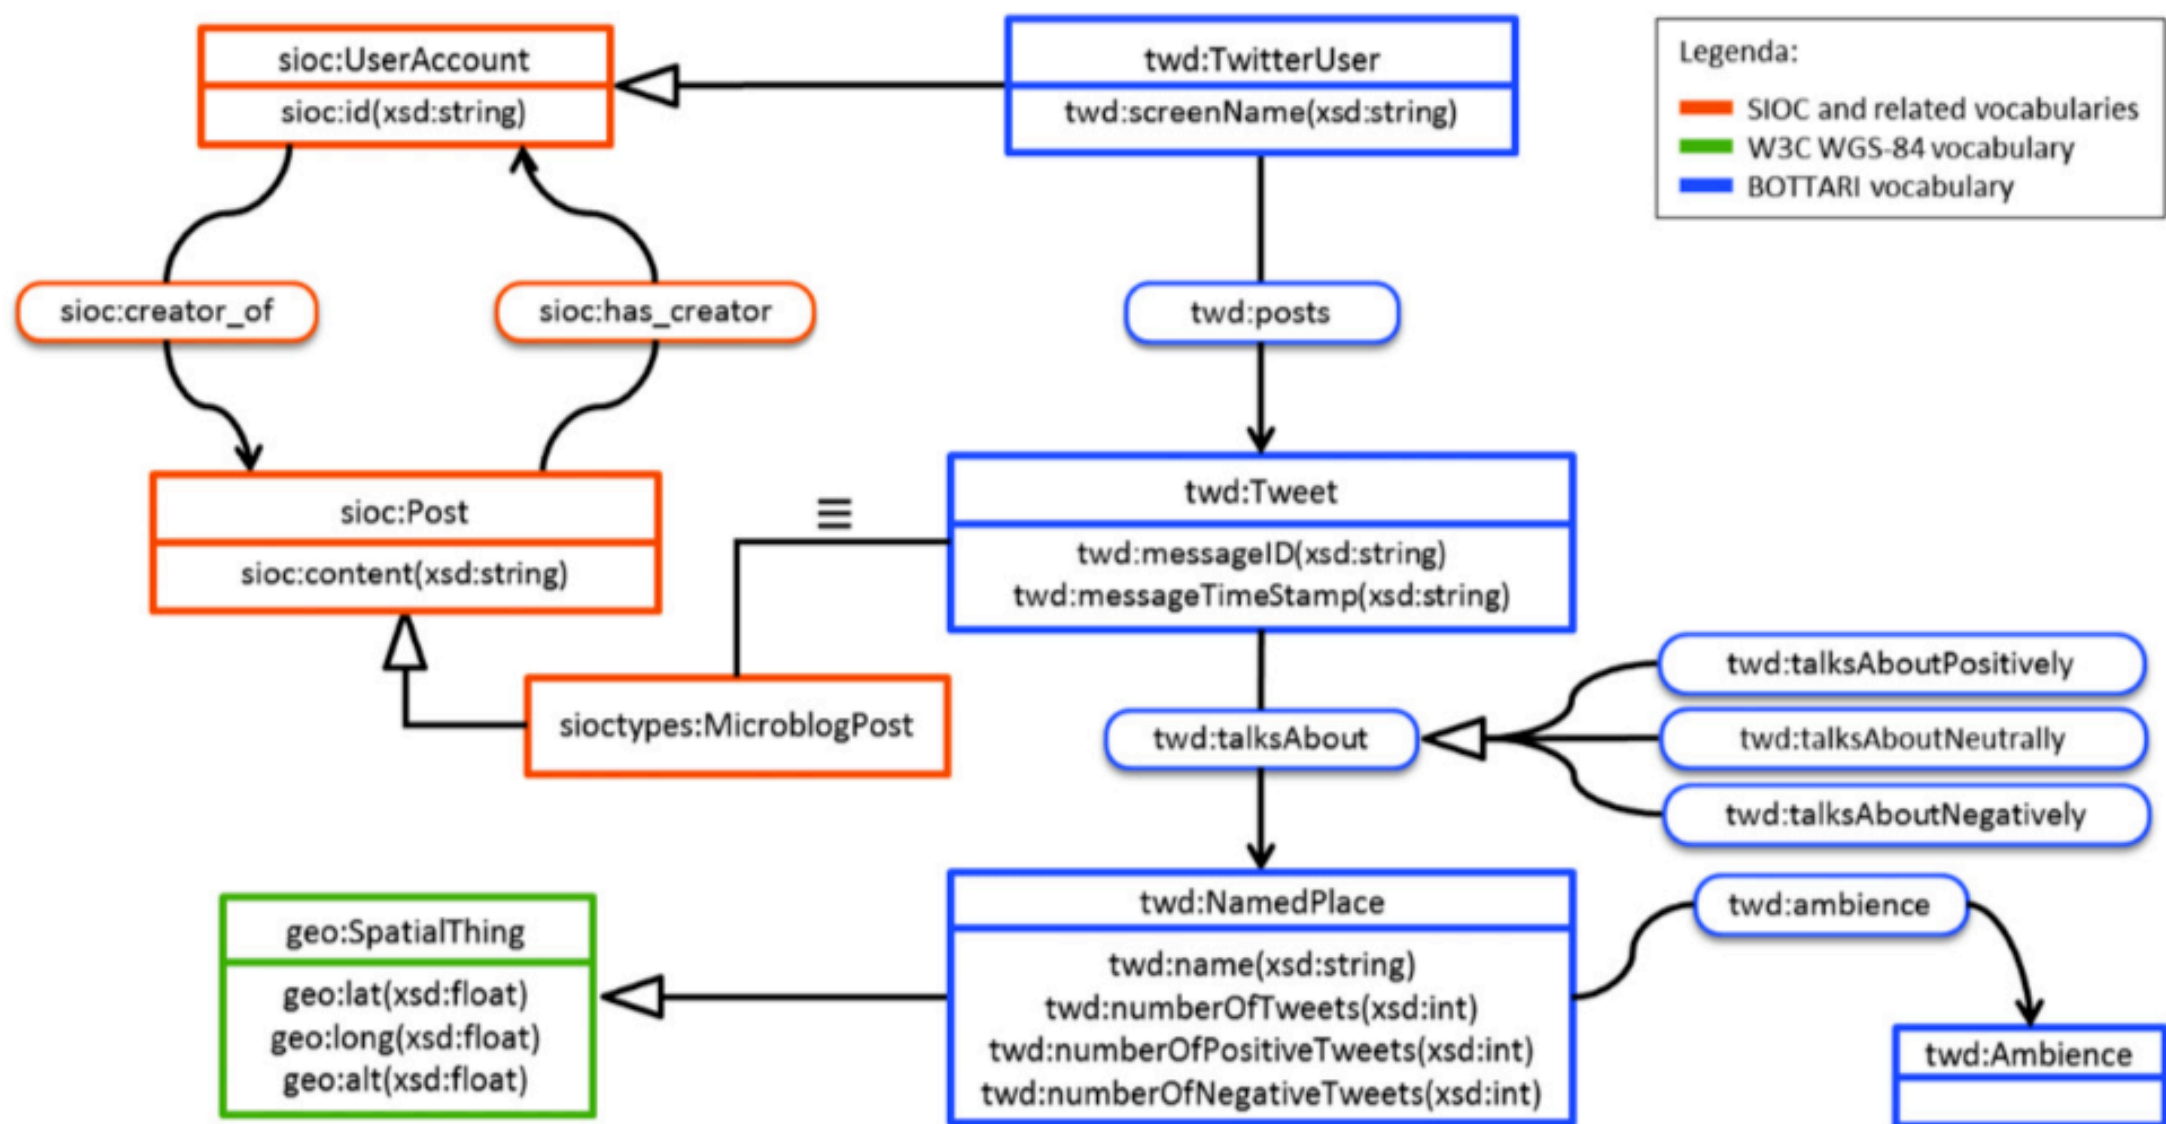 sioc:UserAccount
sioc:id(xsd:string)
twd:TwitterUser
twd:screenName(xsd:string)
Legenda:
SIOC and related vocabularies
W3C WGS-84 vocabulary
BOTTARI vocabulary
sioc:creator_of
sioc:has_creator
twd:posts
sioc:Post
sioc:content(xsd:string)
≡
twd:Tweet
twd:messageID(xsd:string)
twd:messageTimeStamp(xsd:string)
sioctypes:MicroblogPost
twd:talksAbout
twd:talksAboutPositively
twd:talksAboutNeutrally
twd:talksAboutNegatively
geo:SpatialThing
geo:lat(xsd:float)
geo:long(xsd:float)
geo:alt(xsd:float)
twd:NamedPlace
twd:name(xsd:string)
twd:numberOfTweets(xsd:int)
twd:numberOfPositiveTweets(xsd:int)
twd:numberOfNegativeTweets(xsd:int)
twd:ambience
twd:Ambience